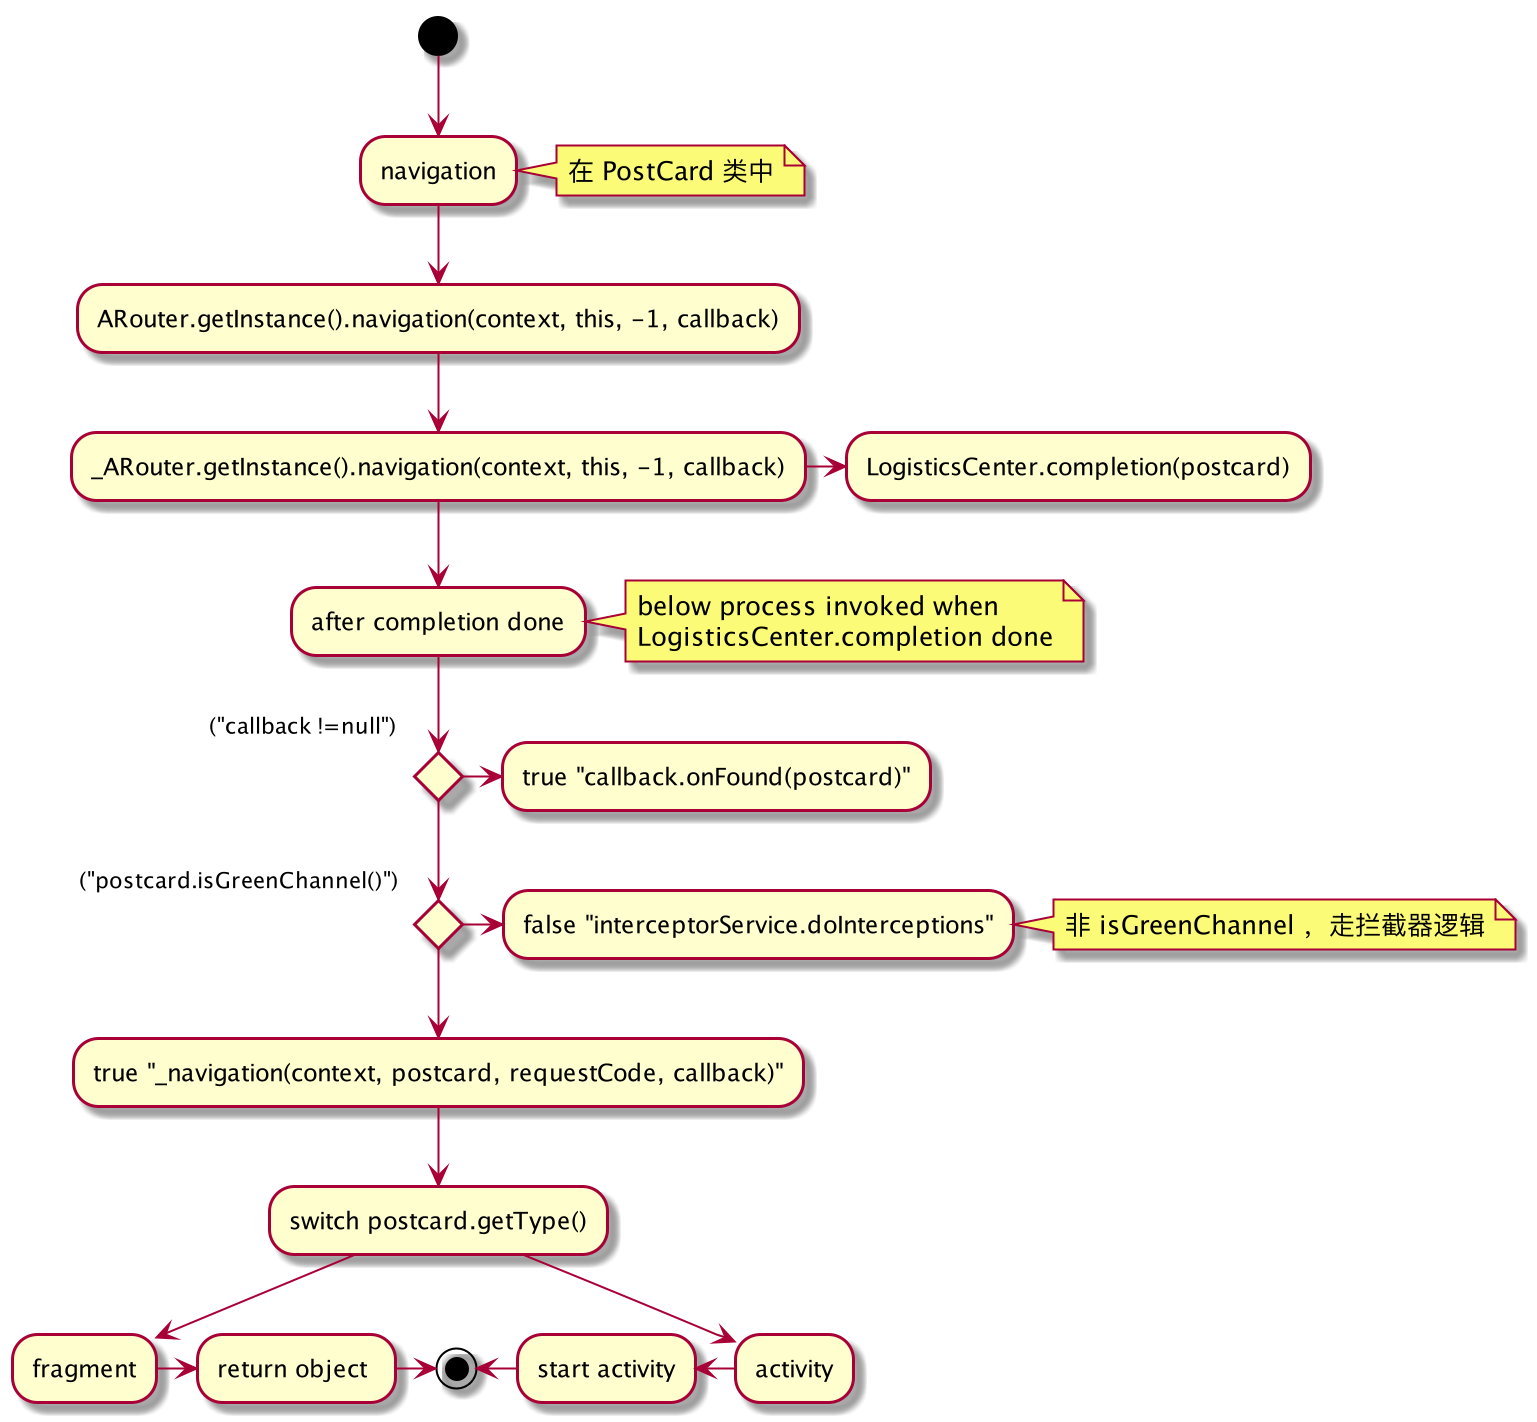 navigation
在 PostCard 类中
ARouter.getInstance().navigation(context, this, -1, callback)
_ARouter.getInstance().navigation(context, this, -1, callback)
LogisticsCenter.completion(postcard)
after completion done
below process invoked when
LogisticsCenter.completion done
("callback !=null")
true "callback.onFound(postcard)"
("postcard.isGreenChannel()")
false "interceptorService.doInterceptions"
非 isGreenChannel ，走拦截器逻辑
true "_navigation(context, postcard, requestCode, callback)"
switch postcard.getType()
fragment
return object
start activity
activity